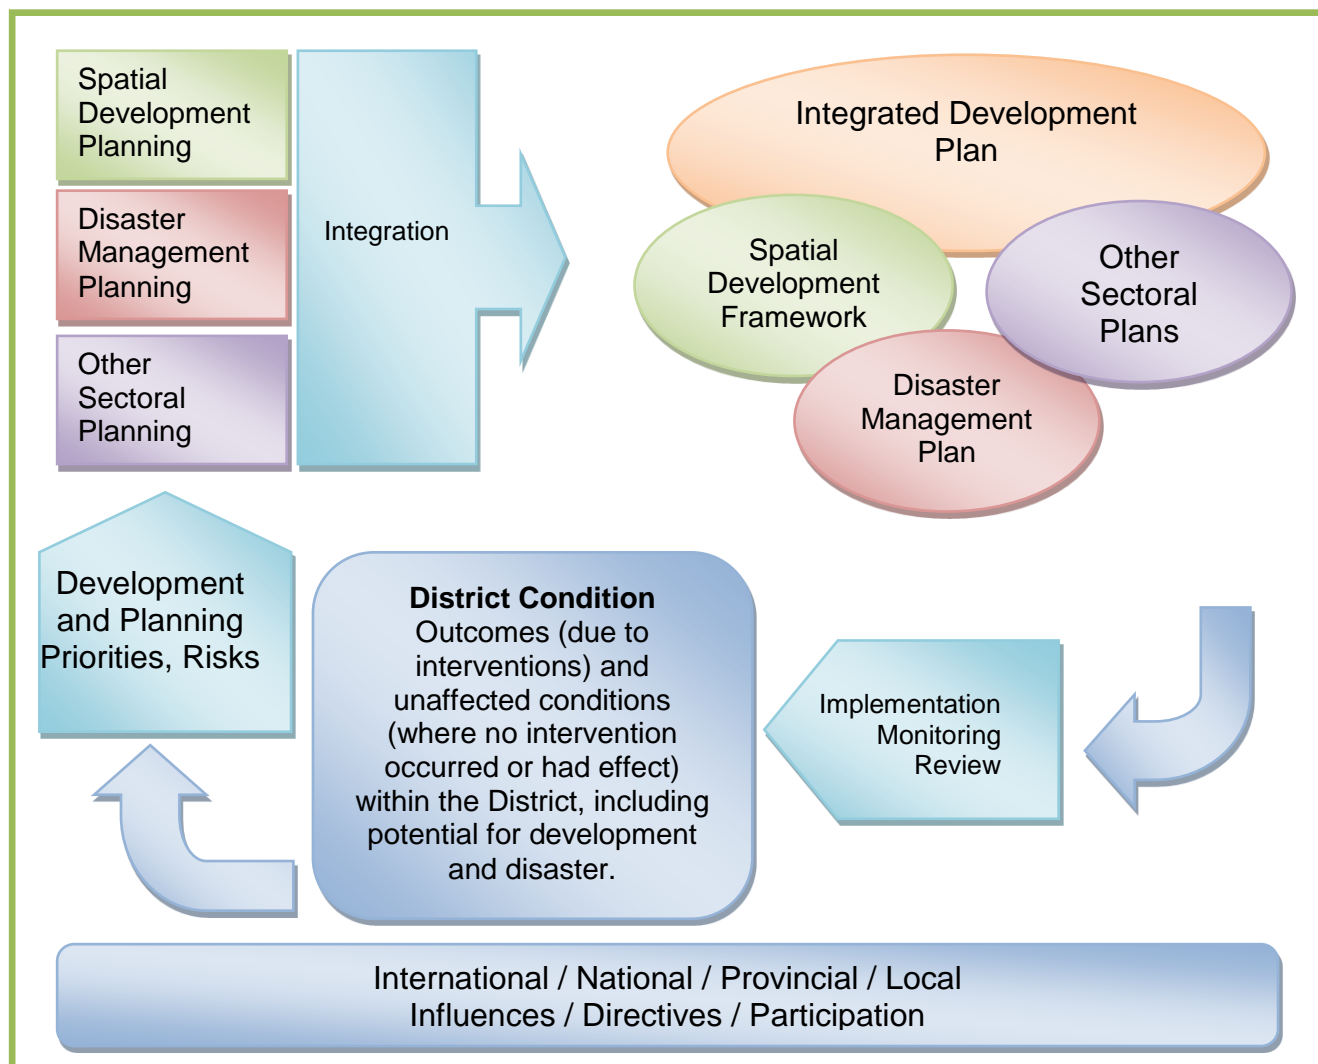 Spatial
Development
Planning
Disaster
Management
Planning
Other
Sectoral
Planning
Integration
Integrated Development
Plan
Spatial
Development
Framework
Other
Sectoral
Plans
Disaster
Management
Plan
Development
and Planning
Priorities, Risks
District Condition
Outcomes (due to
interventions) and
unaffected conditions
(where no intervention
occurred or had effect)
within the District, including
potential for development
and disaster.
Implementation
Monitoring
Review
International / National / Provincial / Local
Influences / Directives / Participation